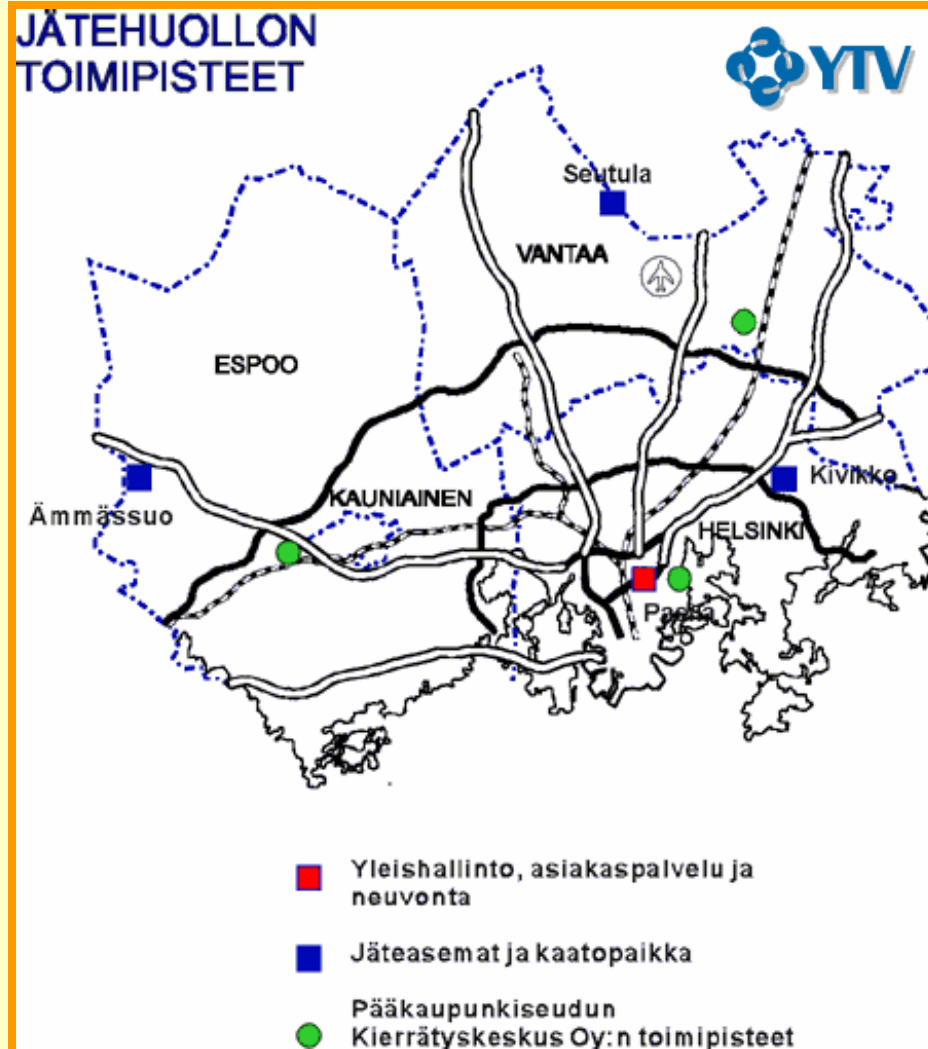 JÄTEHUOLLON
TOIMIPISTEET
YTV
Seutula
VANTAA
ESPOO
KAUNIAINEN
Kivikko
Ämmässuo
HELSINKI
Pasila
Yleishallinto, asiakaspalvelu ja
neuvonta
Jäteasemat ja kaatopaikka
Pääkaupunkiseudun
Kierrätyskeskus Oy:n toimipisteet